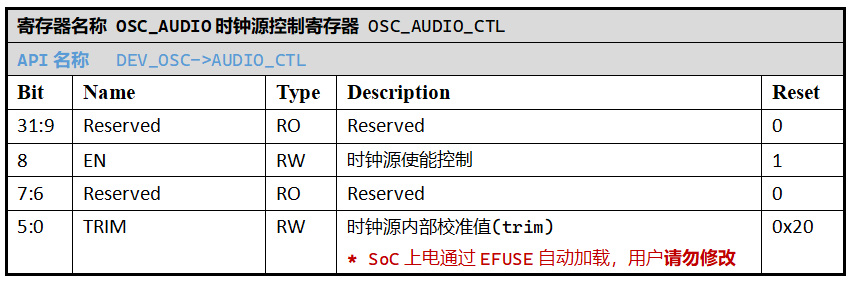 寄存器名称 OSC_AUDIO 时钟源控制寄存器 OSC_AUDIO_CTL
API 名称 DEV_OSC->AUDIO_CTL
Bit Name Type Description Reset
31:9 Reserved RO Reserved 0
8 EN RW 时钟源使能控制 1
7:6 Reserved RO Reserved 0
5:0 TRIM RW 时钟源内部校准值(trim) 0x20
* SoC 上电通过 EFUSE 自动加载，用户请勿修改